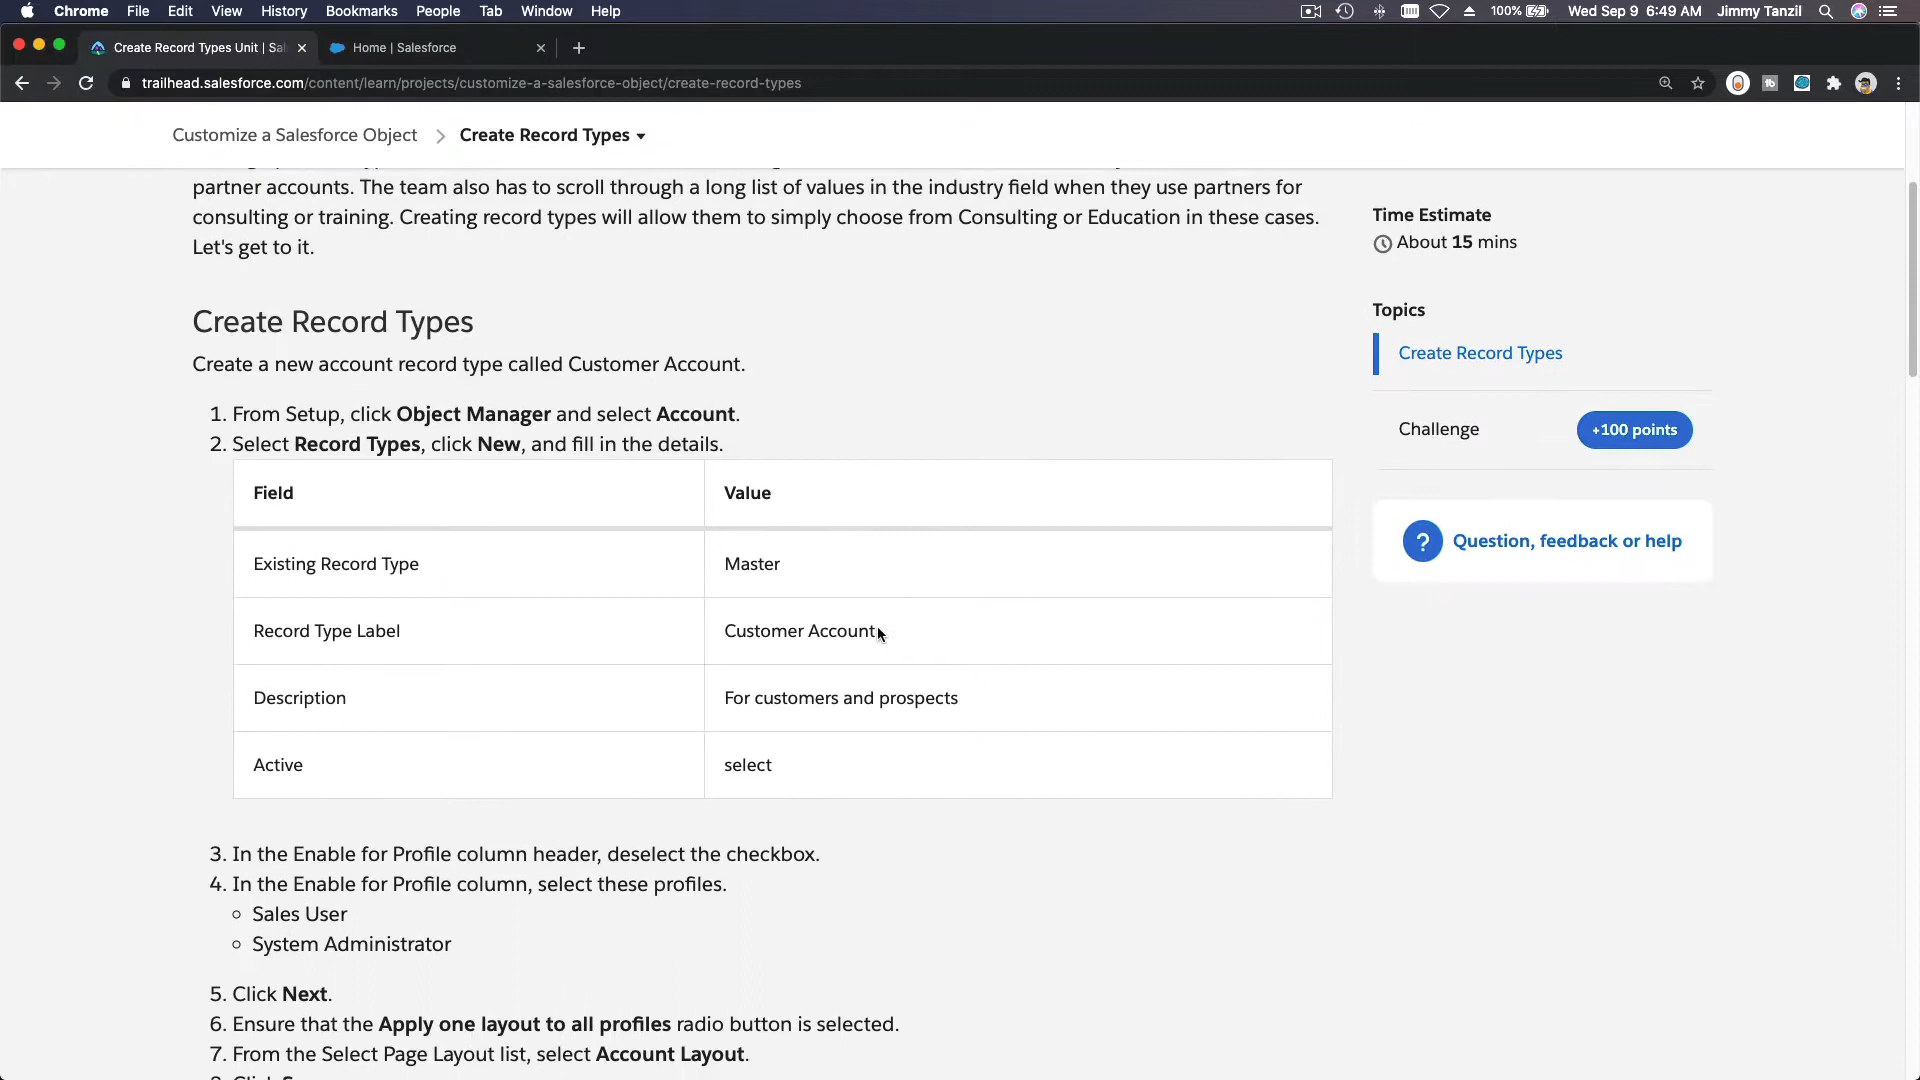 Chrome File Edit View History Bookmarks People Tab Window Help 100% Wed Sep 9 6:49 AM Jimmy Tanzil
Create Record Types Unit | Sal Home | Salesforce
trailhead.salesforce.com/content/learn/projects/customize-a-salesforce-object/create-record-types
Customize a Salesforce Object > Create Record Types
partner accounts. The team also has to scroll through a long list of values in the industry field when they use partners for
consulting or training. Creating record types will allow them to simply choose from Consulting or Education in these cases.
Let's get to it.
Create Record Types
Create a new account record type called Customer Account.
1. From Setup, click Object Manager and select Account.
2. Select Record Types, click New, and fill in the details.
Field Value
Existing Record Type Master
Record Type Label Customer Account
Description For customers and prospects
Active select
3. In the Enable for Profile column header, deselect the checkbox.
4. In the Enable for Profile column, select these profiles.
Sales User
System Administrator
5. Click Next.
6. Ensure that the Apply one layout to all profiles radio button is selected.
7. From the Select Page Layout list, select Account Layout.
Time Estimate
About 15 mins
Topics
Create Record Types
Challenge +100 points
? Question, feedback or help